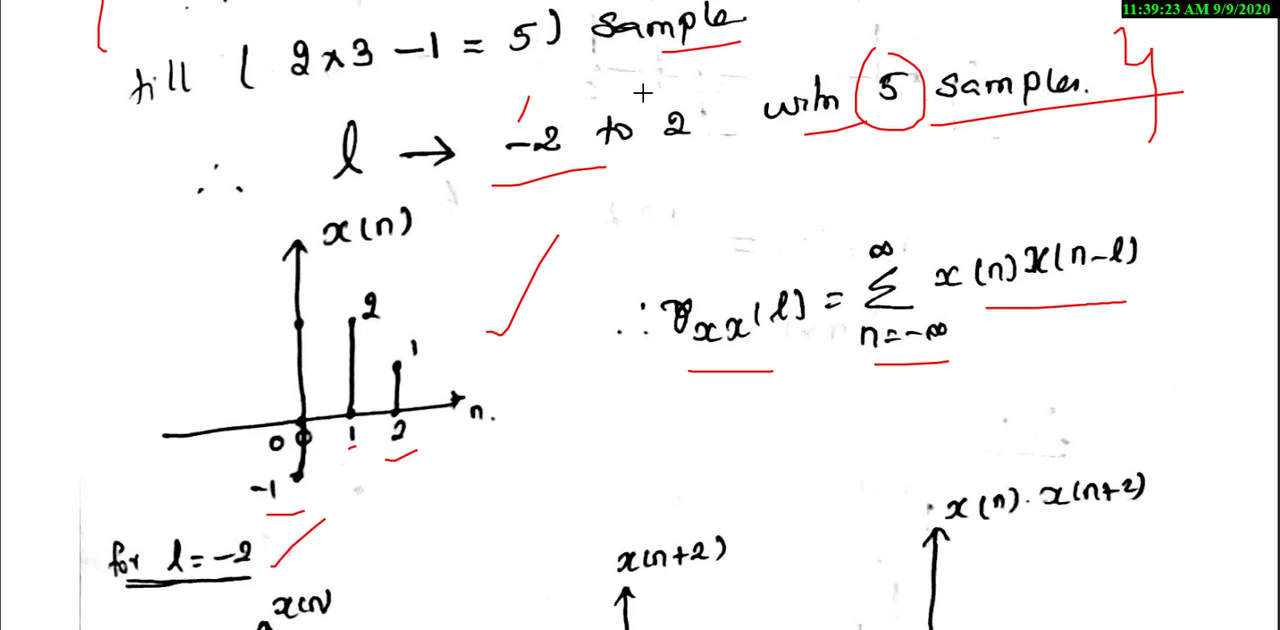 11:39:23 AM 9/9/2020
till ( 2x3 -1 = 5) Sample
∴ l → -2 to 2 with 5 samples. }
x(n)
2
1
∴ γxx(l) = ∞ Σ n=-∞ x(n)x(n-l)
n.
0 1 2
-1
x(n). x(n+2)
for l=-2
x(n+2)
x(n)